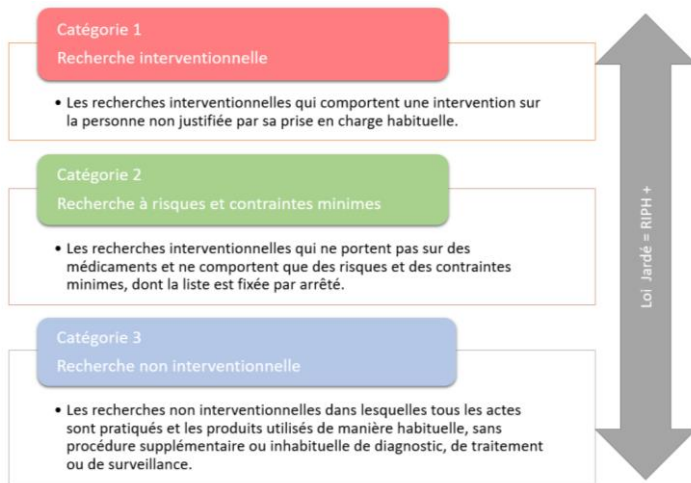 Catégorie 1
Recherche interventionnelle
• Les recherches interventionnelles qui comportent une intervention sur
la personne non justifiée par sa prise en charge habituelle.
Catégorie 2
Recherche à risques et contraintes minimes
• Les recherches interventionnelles qui ne portent pas sur des
médicaments et ne comportent que des risques et des contraintes
minimes, dont la liste est fixée par arrêté.
Catégorie 3
Recherche non interventionnelle
• Les recherches non interventionnelles dans lesquelles tous les actes
sont pratiqués et les produits utilisés de manière habituelle, sans
procédure supplémentaire ou inhabituelle de diagnostic, de traitement
ou de surveillance.
Loi Jardé = RIPH +